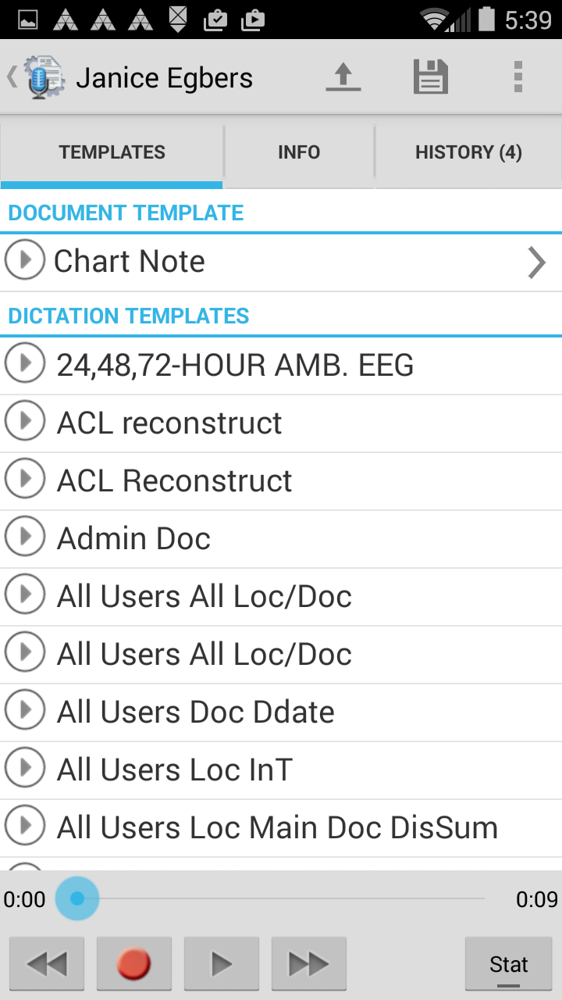 5:39
Janice Egbers
TEMPLATES INFO HISTORY (4)
DOCUMENT TEMPLATE
Chart Note
DICTATION TEMPLATES
24,48,72-HOUR AMB. EEG
ACL reconstruct
ACL Reconstruct
Admin Doc
All Users All Loc/Doc
All Users All Loc/Doc
All Users Doc Ddate
All Users Loc InT
All Users Loc Main Doc DisSum
0:00 0:09
Stat